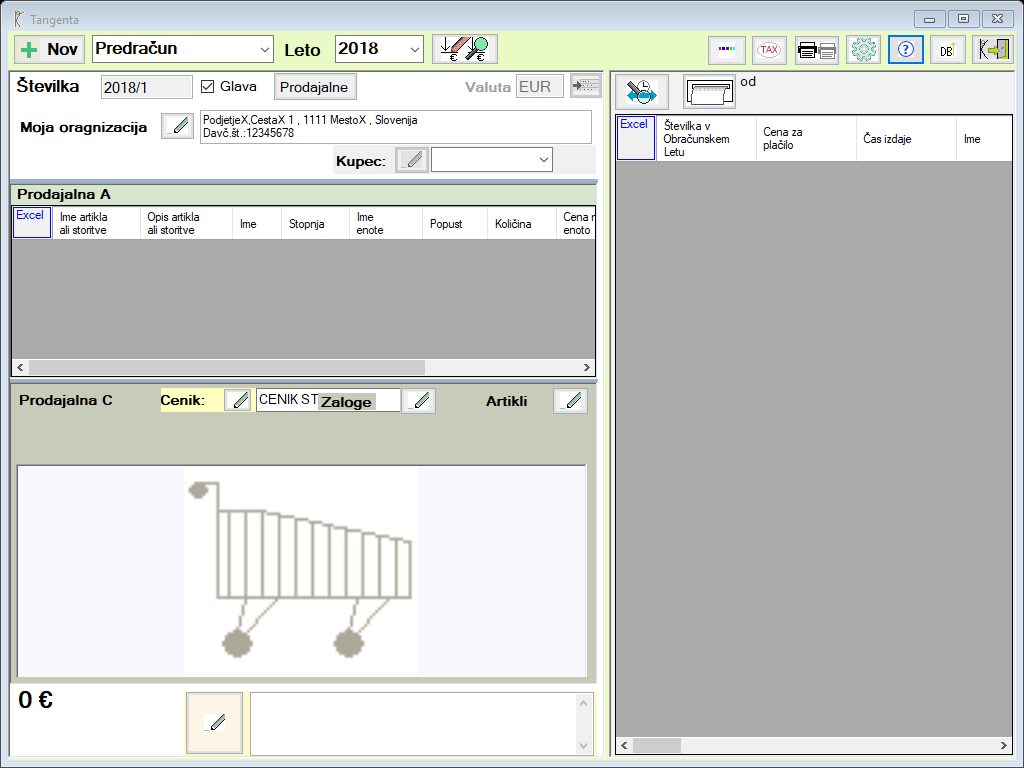 Tangenta
Nov
Predračun
Leto
2018
TAX
?
DB
Številka
2018/1
Glava
Prodajalne
Valuta
EUR
od
Moja oragnizacija
PodjetjeX,CestaX 1 , 1111 MestoX , Slovenija
Davč.št.:12345678
Kupec:
Excel
Številka v
Obračunskem
Letu
Cena za
plačilo
Čas izdaje
Ime
Prodajalna A
Excel
Ime artikla
ali storitve
Opis artikla
ali storitve
Ime
Stopnja
Ime
enote
Popust
Količina
Cena
enoto
Prodajalna C
Cenik:
CENIK ST
Zaloge
Artikli
0 €